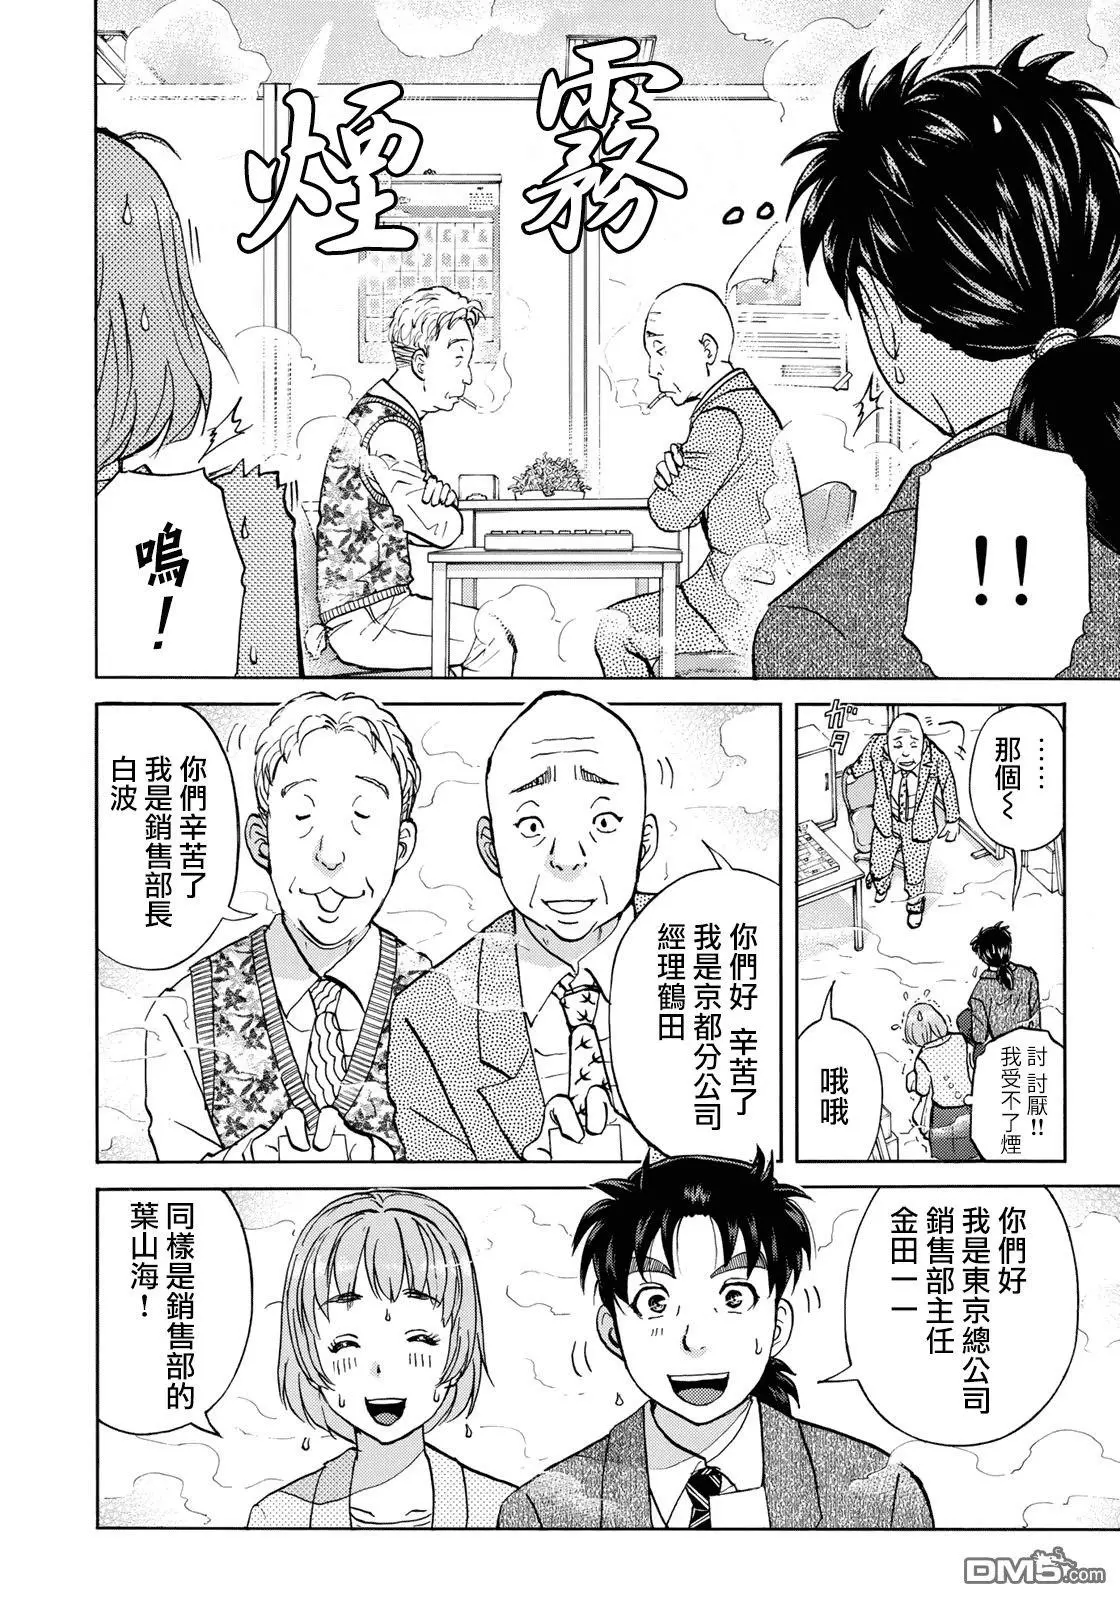 霧
煙
!!
嗚！
……
那個～
ガタ
討 討厭!!
我受不了煙
哦哦
你們好 辛苦了
我是京都分公司
經理鶴田
你們辛苦了
我是銷售部長
白波
你們好
我是東京總公司
銷售部主任
金田一一
同樣是銷售部的
葉山海！
DM5.com